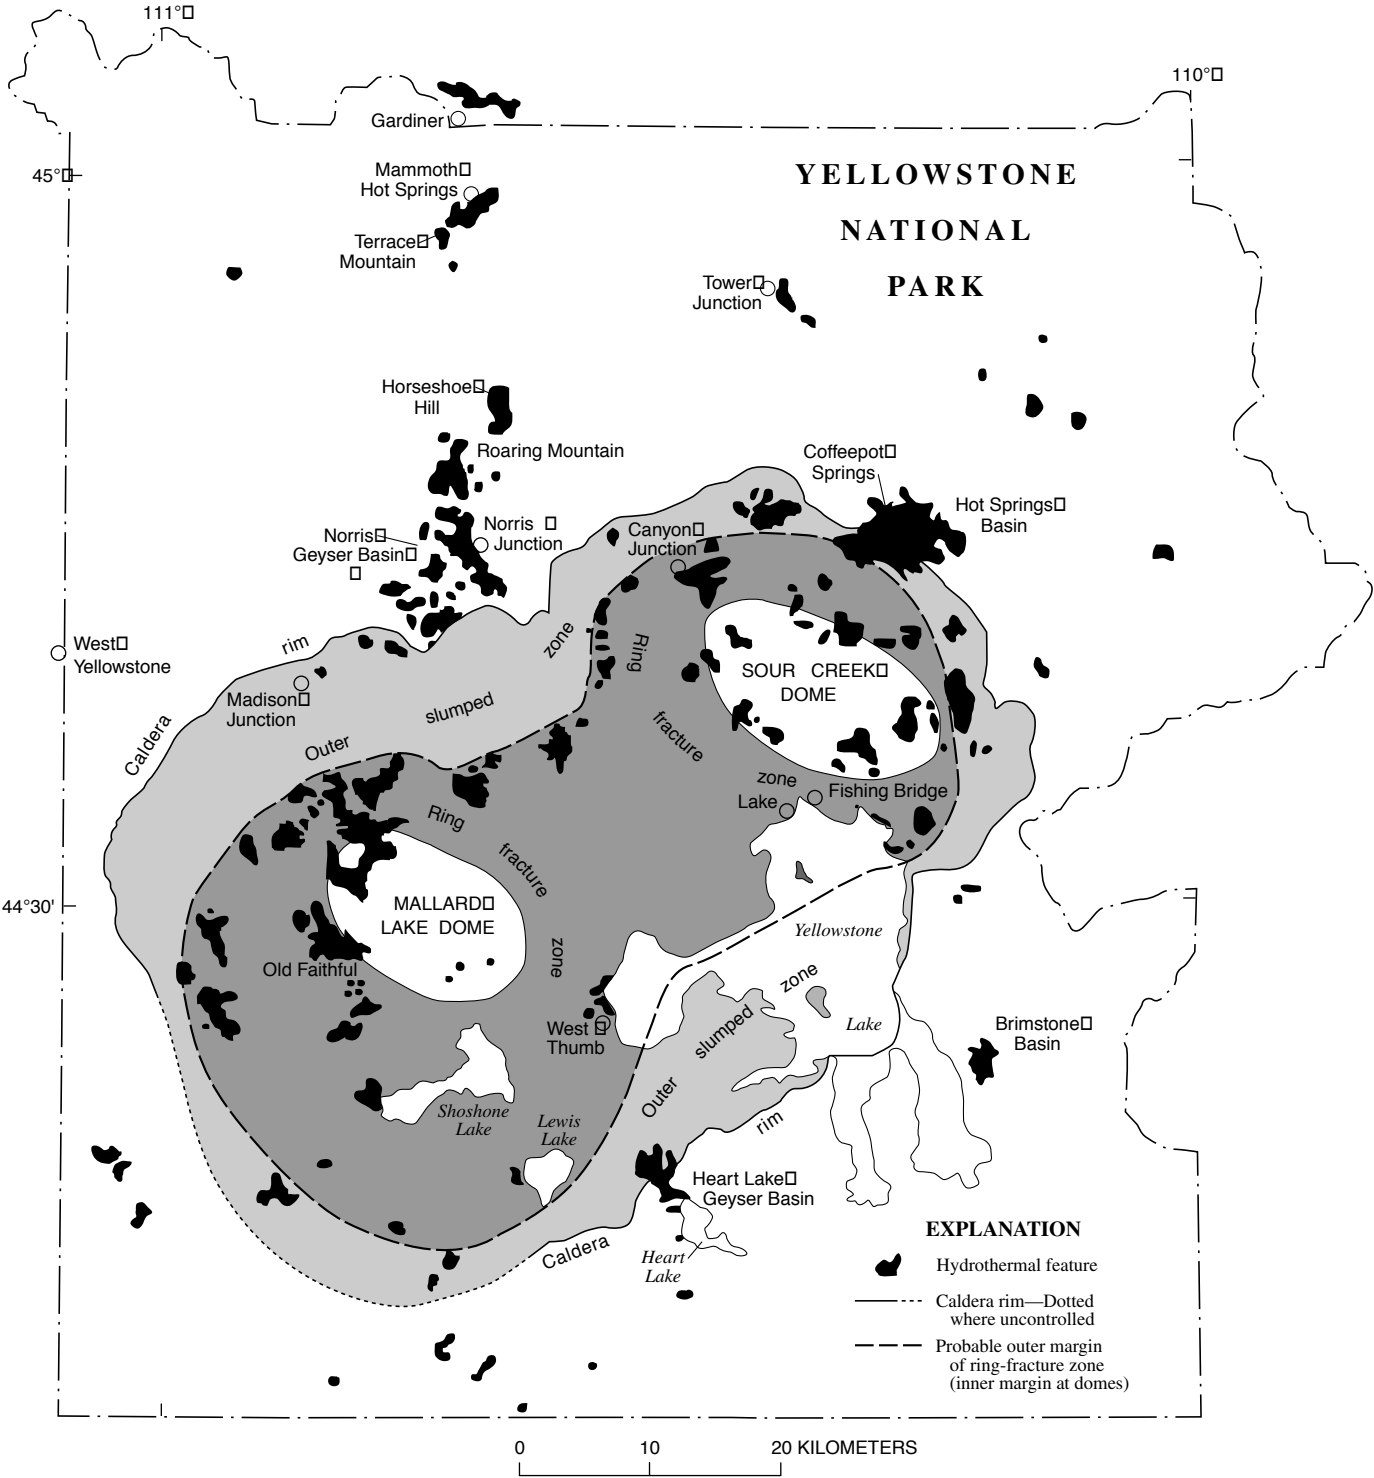 111°
110°
Gardiner
45°
Mammoth
Hot Springs
YELLOWSTONE
NATIONAL
PARK
Terrace
Mountain
Tower
Junction
Horseshoe
Hill
Roaring Mountain
Coffeepot
Springs
Hot Springs
Basin
Norris
Junction
Norris
Geyser Basin
Canyon
Junction
West
Yellowstone
rim
zone
Ring
SOUR CREEK
DOME
Madison
Junction
slumped
Caldera
Outer
fracture
zone
Fishing Bridge
Lake
Ring
fracture
MALLARD
LAKE DOME
44°30'
Yellowstone
zone
Old Faithful
zone
slumped
Lake
West
Thumb
Brimstone
Basin
Outer
rim
Shoshone
Lake
Lewis
Lake
Heart Lake
Geyser Basin
Caldera
Heart
Lake
EXPLANATION
Hydrothermal feature
Caldera rim—Dotted
where uncontrolled
Probable outer margin
of ring-fracture zone
(inner margin at domes)
0 10 20 KILOMETERS